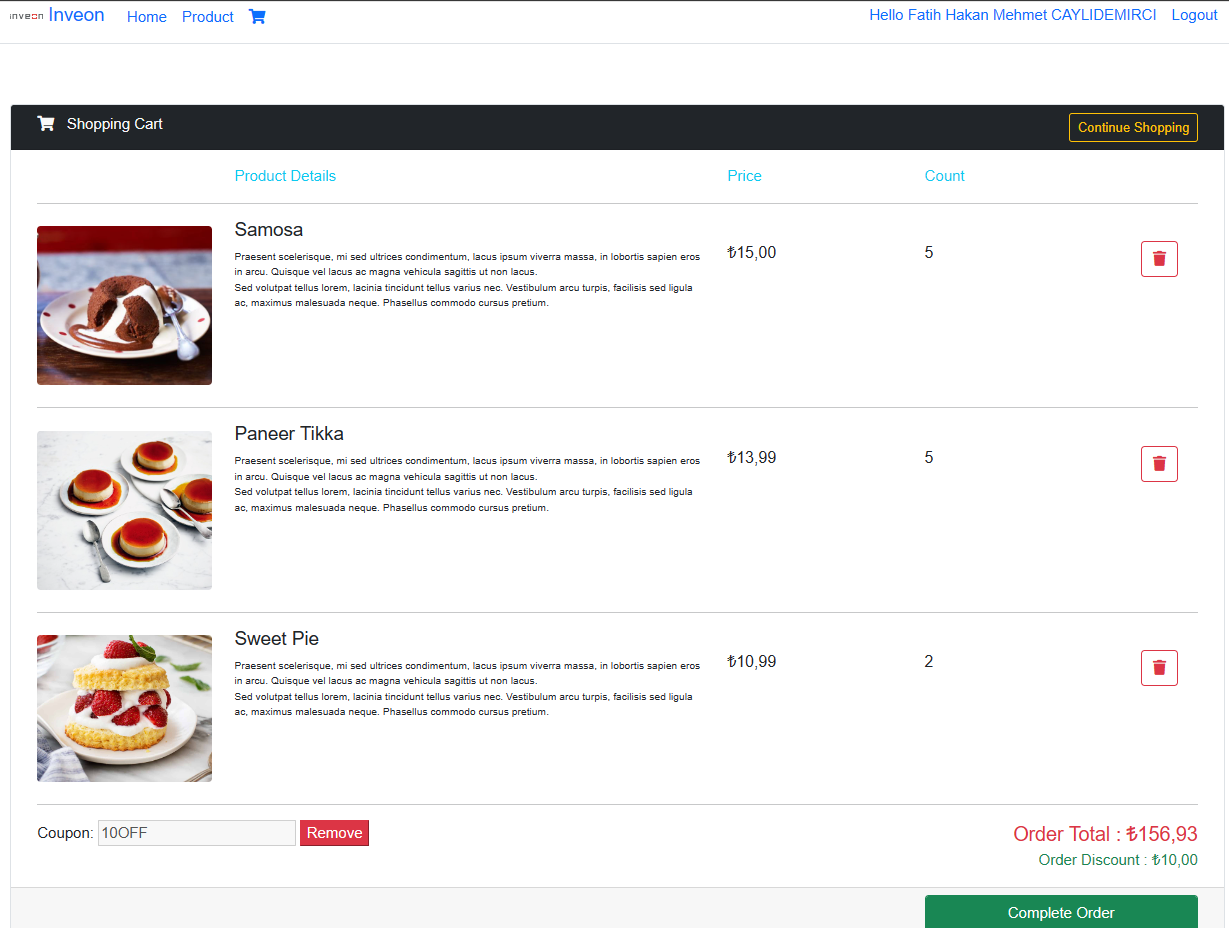 inveon Inveon Home Product Hello Fatih Hakan Mehmet CAYLIDEMIRCI Logout
Shopping Cart Continue Shopping
Product Details Price Count
Samosa
₺15,00 5
Praesent scelerisque, mi sed ultrices condimentum, lacus ipsum viverra massa, in lobortis sapien eros
in arcu. Quisque vel lacus ac magna vehicula sagittis ut non lacus.
Sed volutpat tellus lorem, lacinia tincidunt tellus varius nec. Vestibulum arcu turpis, facilisis sed ligula
ac, maximus malesuada neque. Phasellus commodo cursus pretium.
Paneer Tikka
₺13,99 5
Praesent scelerisque, mi sed ultrices condimentum, lacus ipsum viverra massa, in lobortis sapien eros
in arcu. Quisque vel lacus ac magna vehicula sagittis ut non lacus.
Sed volutpat tellus lorem, lacinia tincidunt tellus varius nec. Vestibulum arcu turpis, facilisis sed ligula
ac, maximus malesuada neque. Phasellus commodo cursus pretium.
Sweet Pie
₺10,99 2
Praesent scelerisque, mi sed ultrices condimentum, lacus ipsum viverra massa, in lobortis sapien eros
in arcu. Quisque vel lacus ac magna vehicula sagittis ut non lacus.
Sed volutpat tellus lorem, lacinia tincidunt tellus varius nec. Vestibulum arcu turpis, facilisis sed ligula
ac, maximus malesuada neque. Phasellus commodo cursus pretium.
Coupon: 10OFF Remove Order Total : ₺156,93
Order Discount : ₺10,00
Complete Order